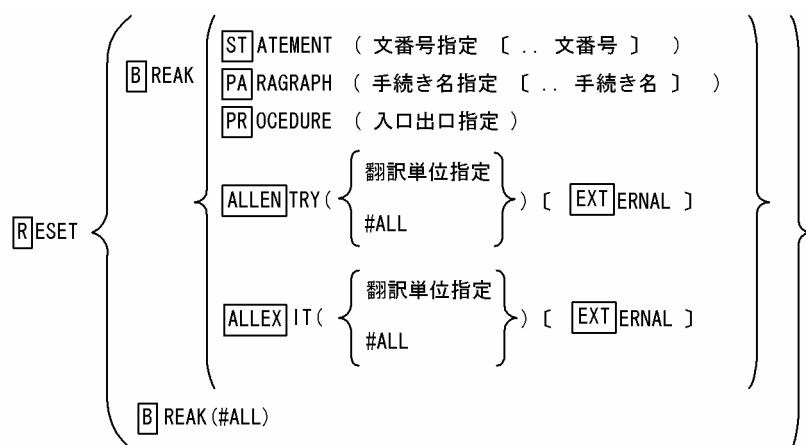 STATEMENT ( 文番号指定 〔 .. 文番号 〕 )
BREAK PARAGRAPH ( 手続き名指定 〔 .. 手続き名 〕 )
PROCEDURE ( 入口出口指定 )
翻訳単位指定
ALLENTRY( ) 〔 EXTERNAL 〕
#ALL
RESET
翻訳単位指定
ALLEXIT( ) 〔 EXTERNAL 〕
#ALL
BREAK(#ALL)